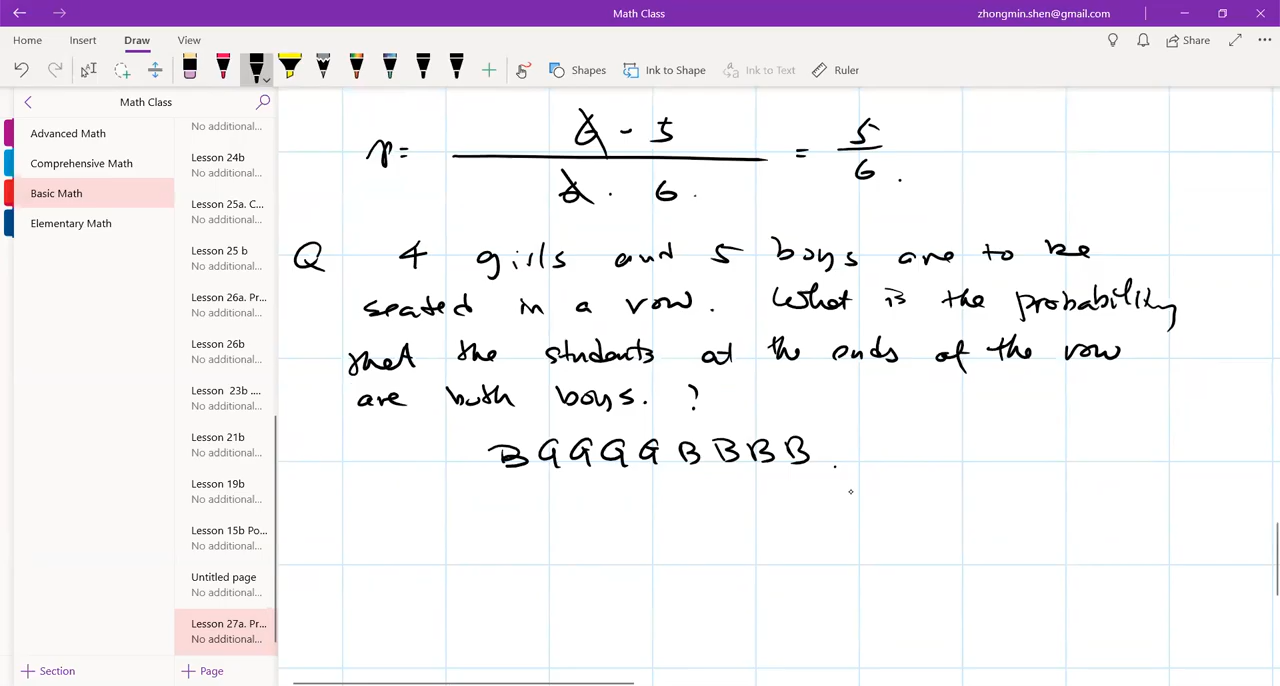 Math Class
zhongmin.shen@gmail.com
Home Insert Draw View
Share
Shapes
Ink to Shape
Ink to Text
Ruler
Math Class
Advanced Math
Comprehensive Math
Basic Math
Elementary Math
No additional...
Lesson 24b
No additional...
Lesson 25a. C...
No additional...
Lesson 25 b
No additional...
Lesson 26a. Pr...
No additional...
Lesson 26b
No additional...
Lesson 23b ....
No additional...
Lesson 21b
No additional...
Lesson 19b
No additional...
Lesson 15b Po...
No additional...
Untitled page
No additional...
Lesson 27a. Pr...
No additional...
Section
Page
5
6
= 5/6 .
Q 4 girls and 5 boys are to be
seated in a row. What is the probability
that the students at the ends of the row
are both boys. ?
B G G G G B B B B .